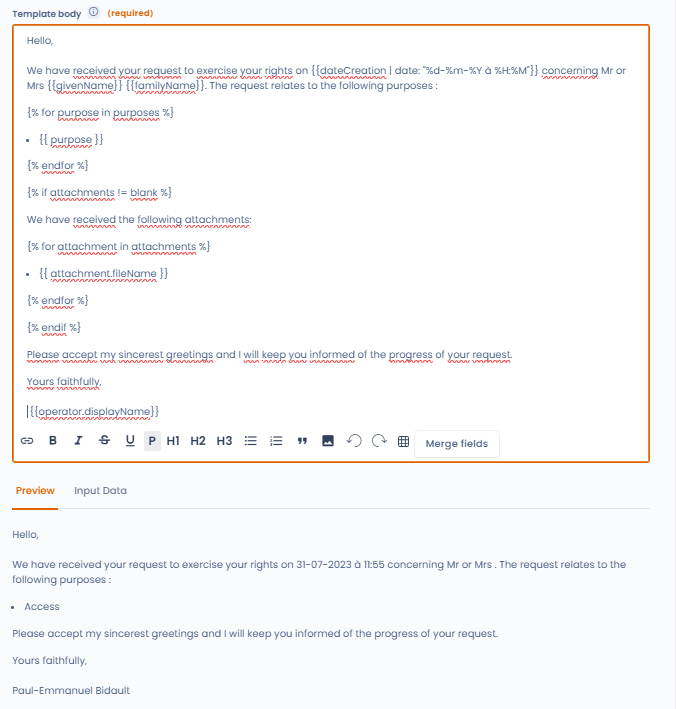 Template body (required)
Hello,
We have received your request to exercise your rights on {{dateCreation | date: "%d-%m-%Y à %H:%M"}} concerning Mr or
Mrs {{givenName}} {{familyName}}. The request relates to the following purposes :
{% for purpose in purposes %}
• {{ purpose }}
{% endfor %}
{% if attachments != blank %}
We have received the following attachments:
{% for attachment in attachments %}
• {{ attachment.fileName }}
{% endfor %}
{% endif %}
Please accept my sincerest greetings and I will keep you informed of the progress of your request.
Yours faithfully,
{{operator.displayName}}
B I S U P H1 H2 H3 Merge fields
Preview Input Data
Hello,
We have received your request to exercise your rights on 31-07-2023 à 11:55 concerning Mr or Mrs . The request relates to the
following purposes :
• Access
Please accept my sincerest greetings and I will keep you informed of the progress of your request.
Yours faithfully,
Paul-Emmanuel Bidault